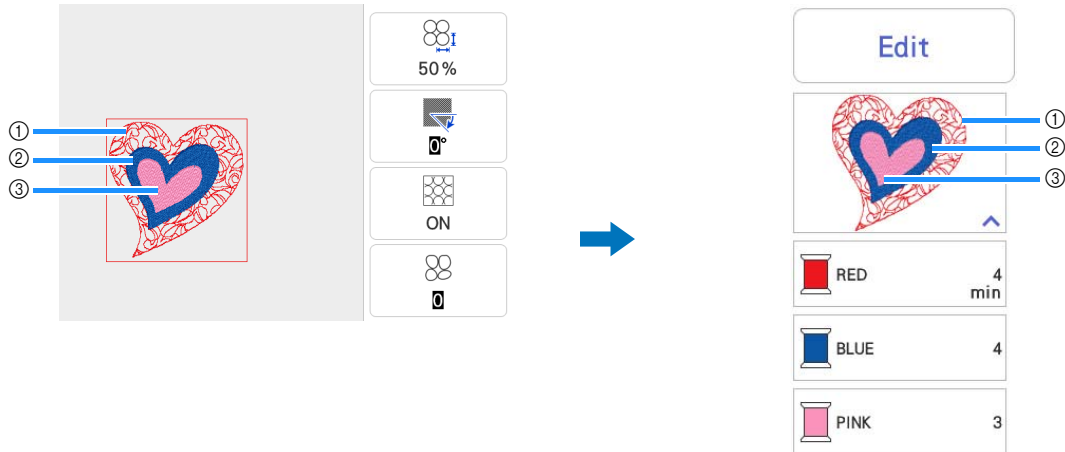 50%
0°
ON
0
①
②
③
Edit
①
②
③
RED 4
min
BLUE 4
PINK 3